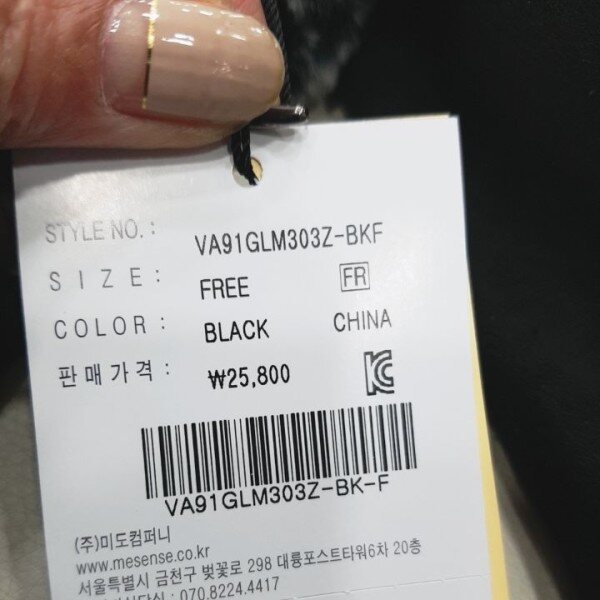 STYLE NO. : VA91GLM303Z-BKF
SIZE : FREE FR
COLOR : BLACK CHINA
판매가격 : ₩25,800
KC
VA91GLM303Z-BK-F
(주)미도컴퍼니
www.mesense.co.kr
서울특별시 금천구 벚꽃로 298 대륭포스트타워6차 20층
: 070.8224.4417